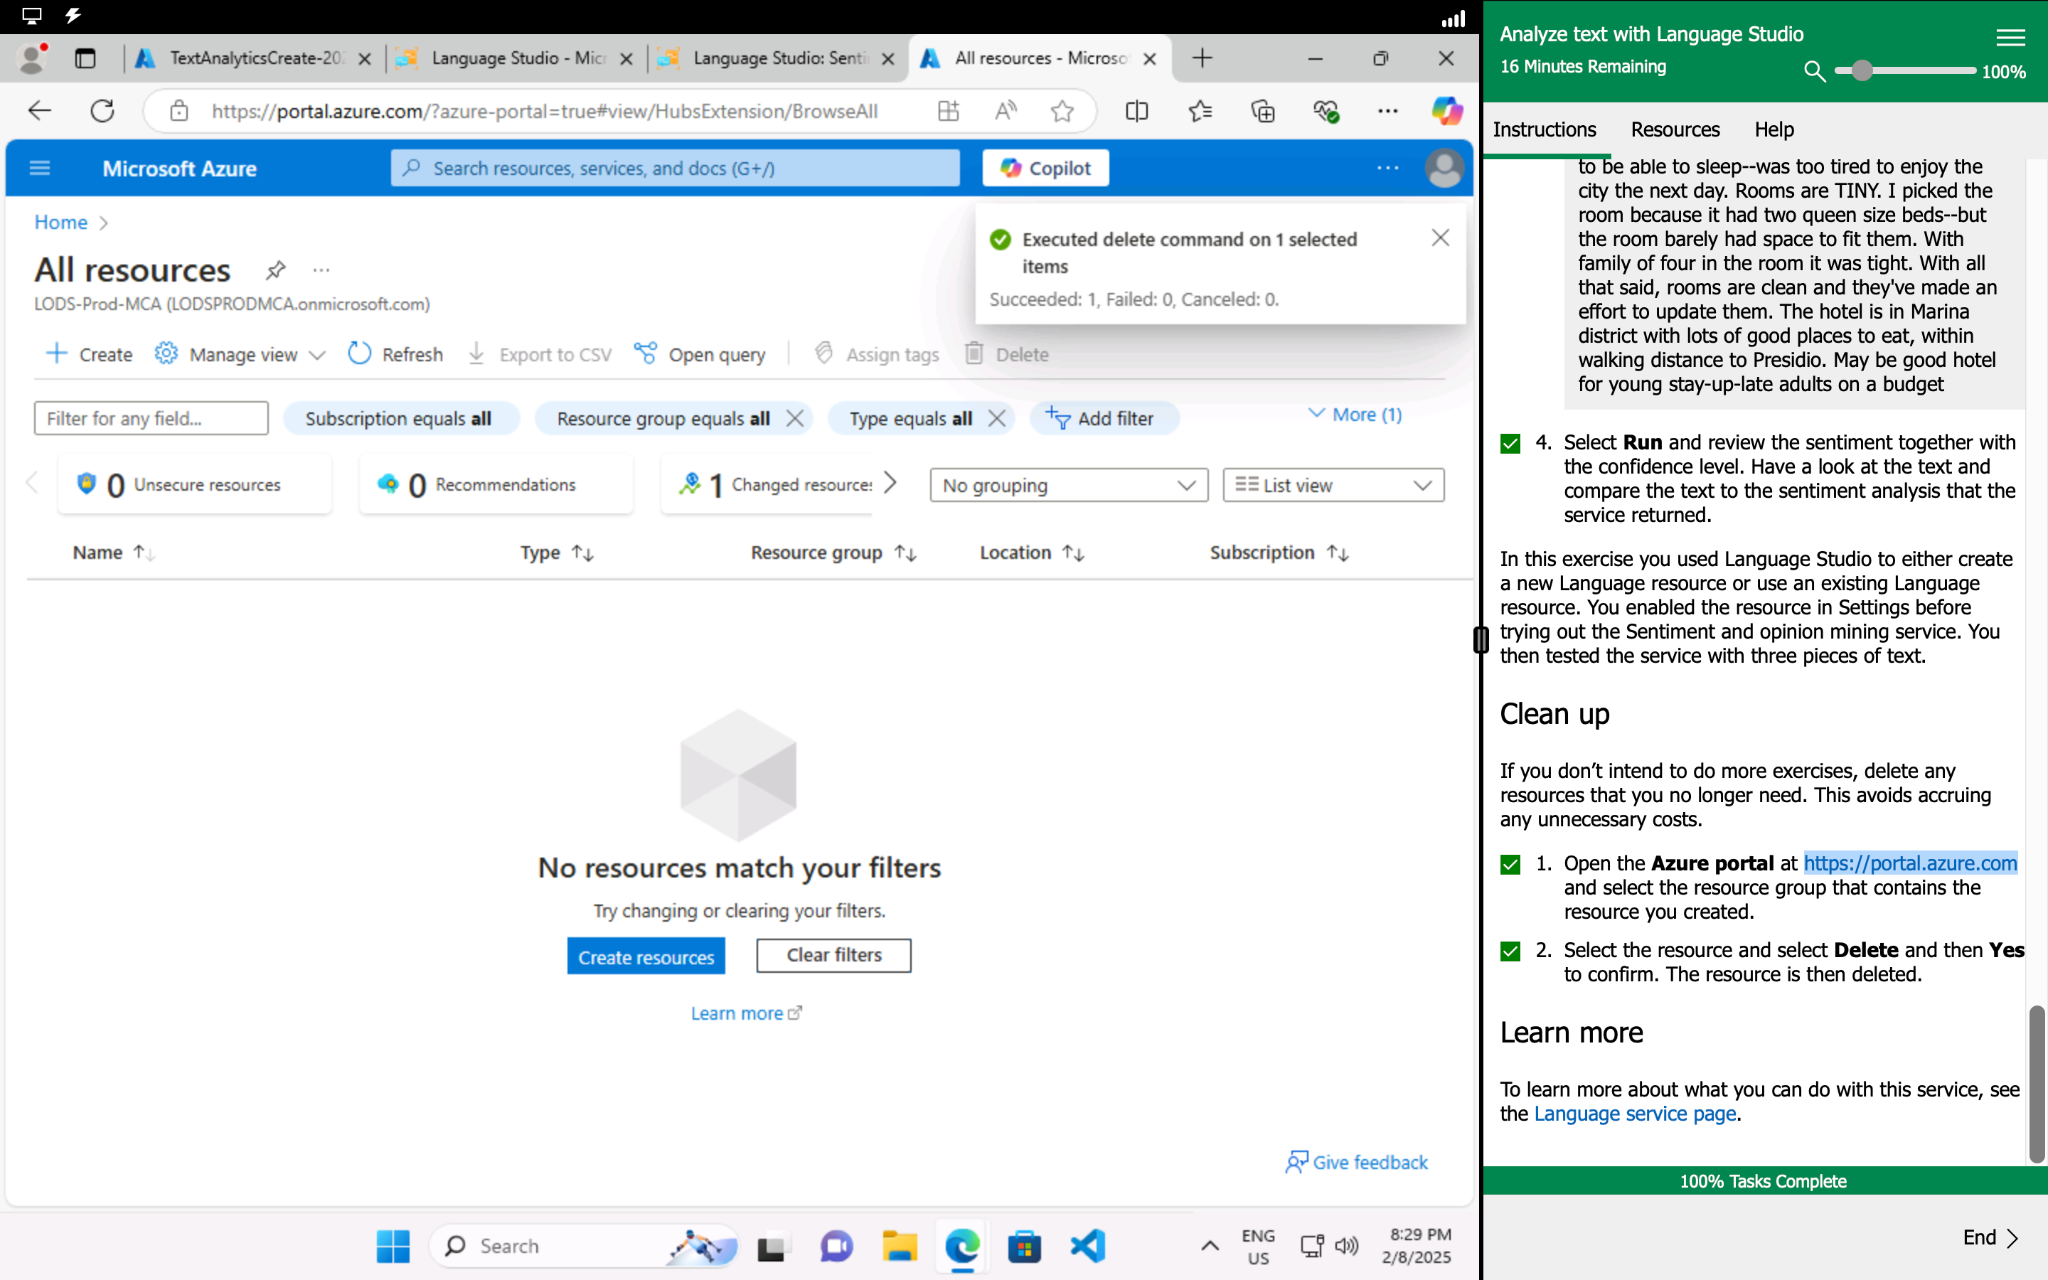 TextAnalyticsCreate-202
Language Studio - Micr
Language Studio: Senti
All resources - Microsof
https://portal.azure.com/?azure-portal=true#view/HubsExtension/BrowseAll
Microsoft Azure
Search resources, services, and docs (G+/)
Copilot
Home
All resources
LODS-Prod-MCA (LODSPRODMCA.onmicrosoft.com)
Executed delete command on 1 selected
items
Succeeded: 1, Failed: 0, Canceled: 0.
Create
Manage view
Refresh
Export to CSV
Open query
Assign tags
Delete
Filter for any field...
Subscription equals all
Resource group equals all
Type equals all
Add filter
More (1)
0 Unsecure resources
0 Recommendations
1 Changed resources
No grouping
List view
Name
Type
Resource group
Location
Subscription
No resources match your filters
Try changing or clearing your filters.
Create resources
Clear filters
Learn more
Give feedback
Search
ENG
US
8:29 PM
2/8/2025
Analyze text with Language Studio
16 Minutes Remaining
100%
Instructions
Resources
Help
to be able to sleep--was too tired to enjoy the
city the next day. Rooms are TINY. I picked the
room because it had two queen size beds--but
the room barely had space to fit them. With
family of four in the room it was tight. With all
that said, rooms are clean and they've made an
effort to update them. The hotel is in Marina
district with lots of good places to eat, within
walking distance to Presidio. May be good hotel
for young stay-up-late adults on a budget
4. Select Run and review the sentiment together with
the confidence level. Have a look at the text and
compare the text to the sentiment analysis that the
service returned.
In this exercise you used Language Studio to either create
a new Language resource or use an existing Language
resource. You enabled the resource in Settings before
trying out the Sentiment and opinion mining service. You
then tested the service with three pieces of text.
Clean up
If you don’t intend to do more exercises, delete any
resources that you no longer need. This avoids accruing
any unnecessary costs.
1. Open the Azure portal at https://portal.azure.com
and select the resource group that contains the
resource you created.
2. Select the resource and select Delete and then Yes
to confirm. The resource is then deleted.
Learn more
To learn more about what you can do with this service, see
the Language service page.
100% Tasks Complete
End